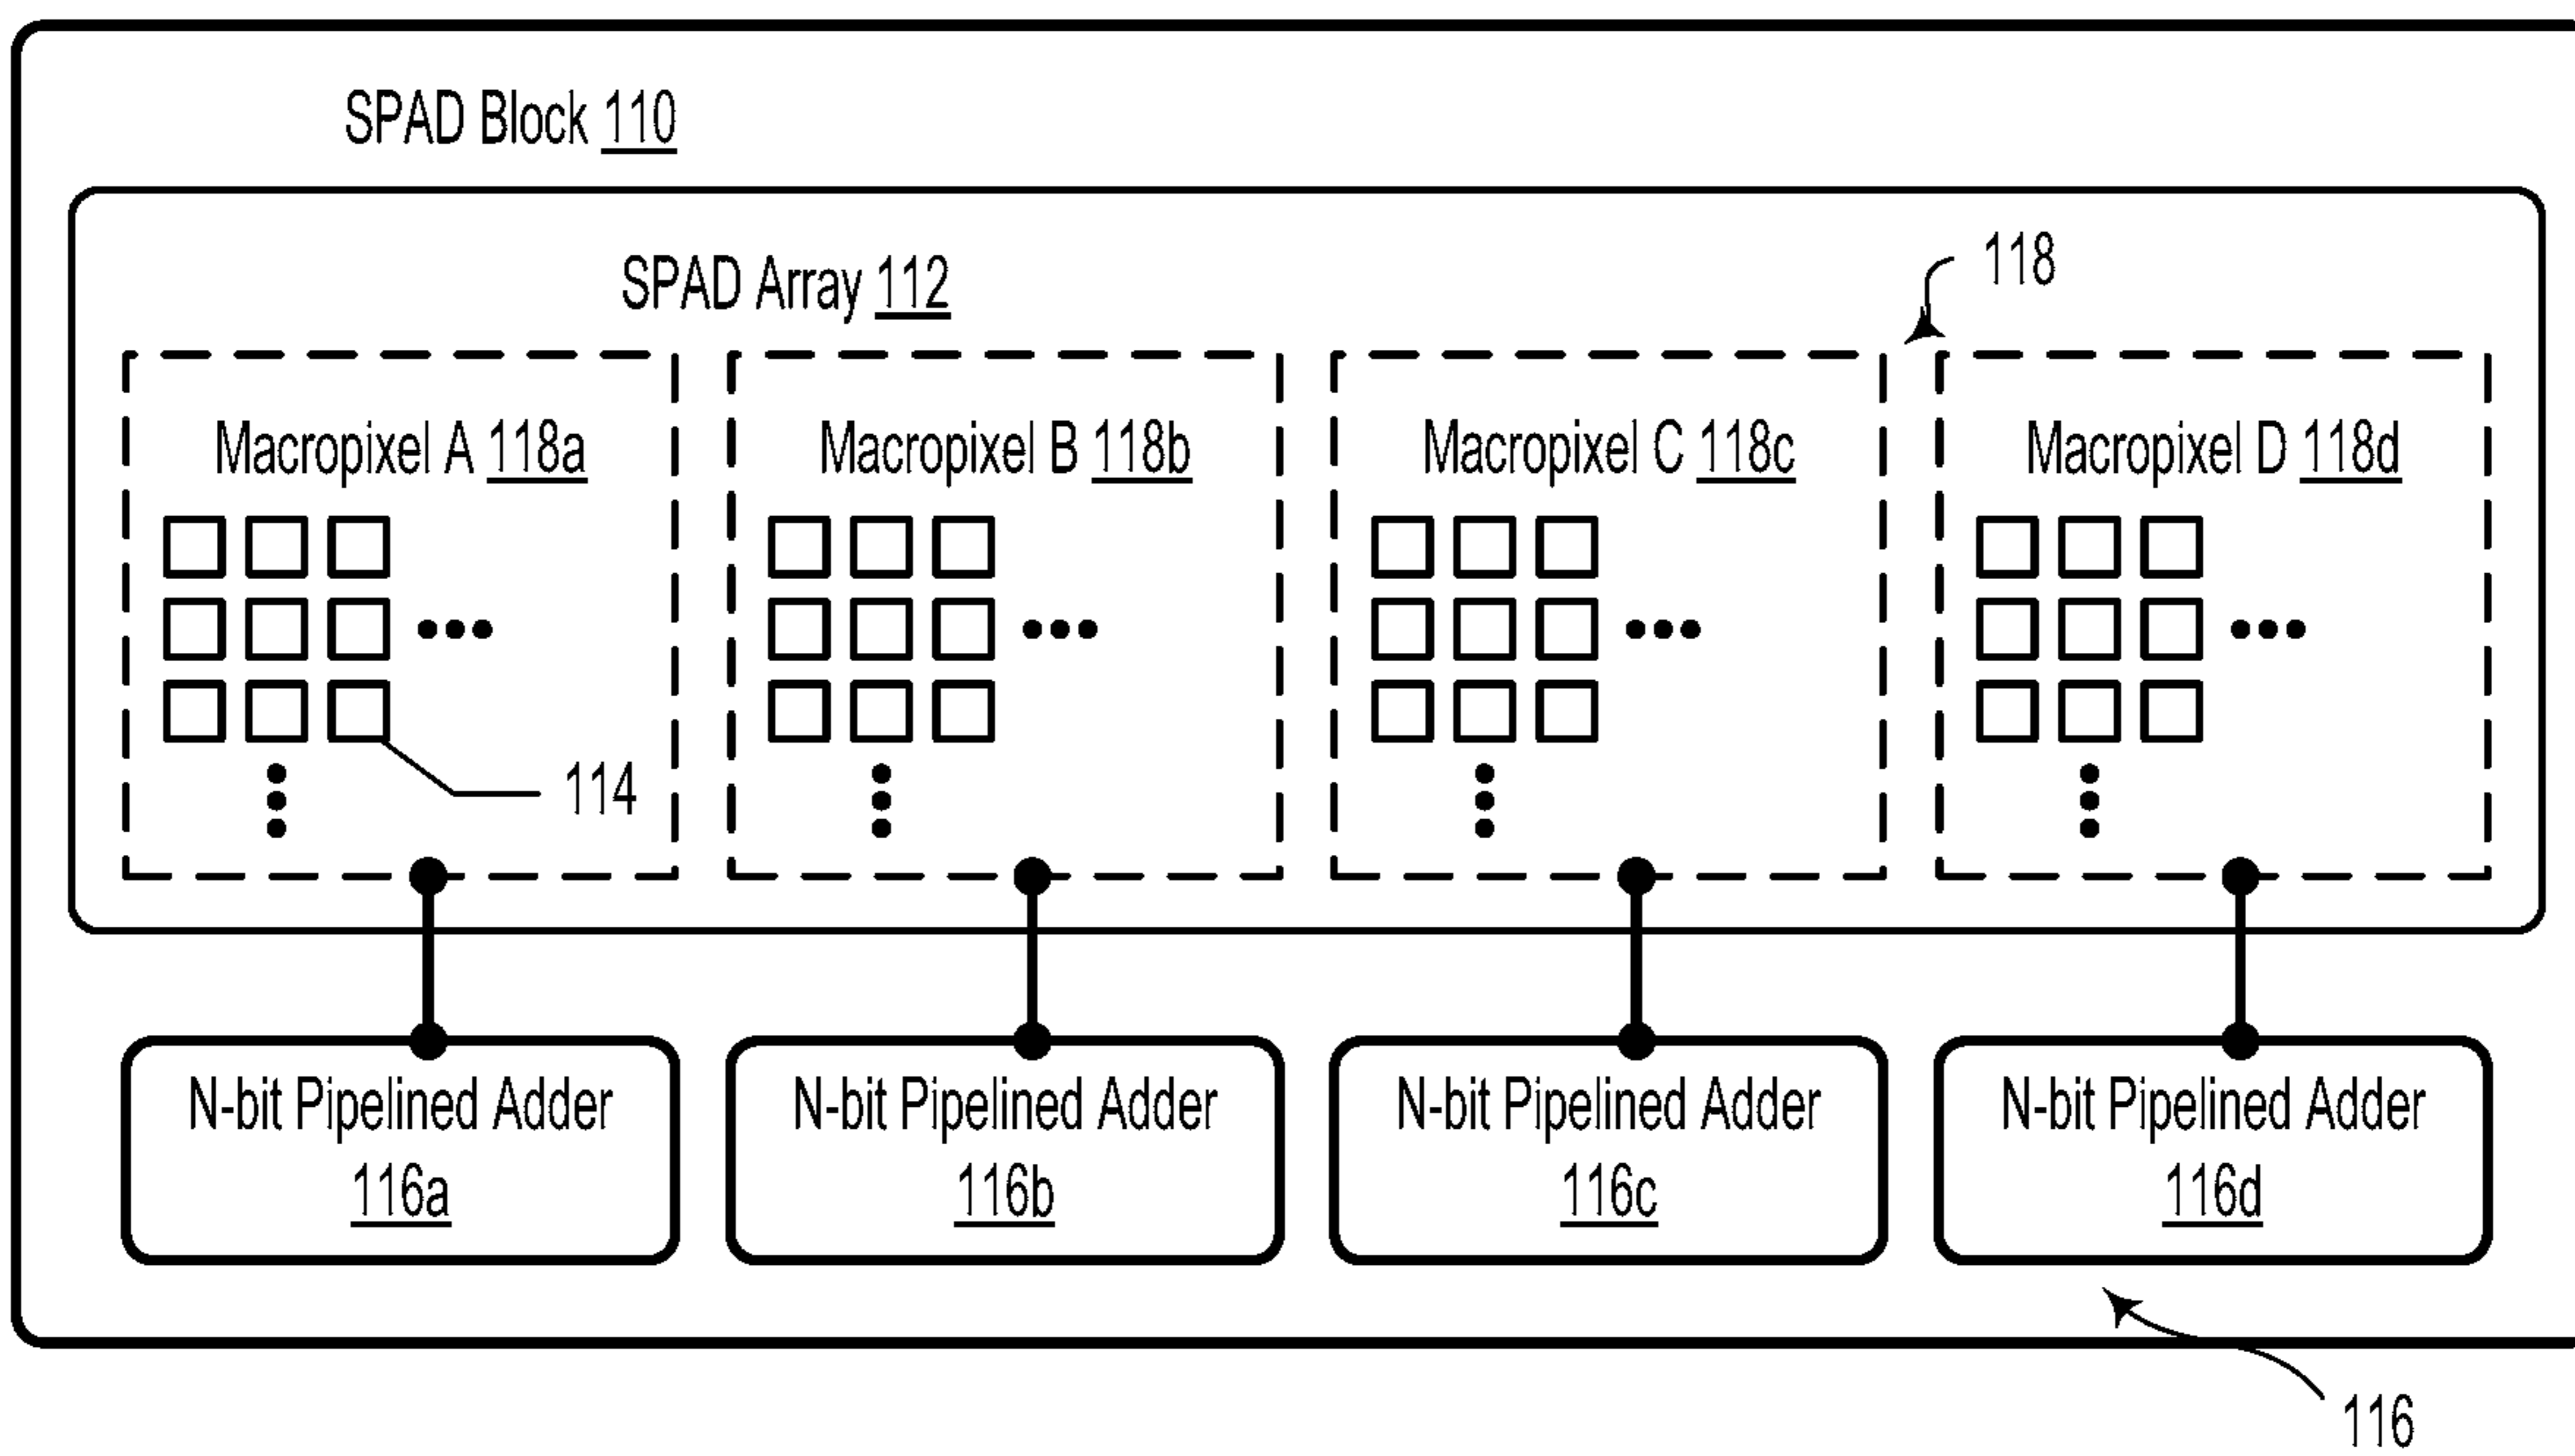 SPAD Block 110
SPAD Array 112
118
Macropixel A 118a
Macropixel B 118b
Macropixel C 118c
Macropixel D 118d
114
N-bit Pipelined Adder
116a
N-bit Pipelined Adder
116b
N-bit Pipelined Adder
116c
N-bit Pipelined Adder
116d
116